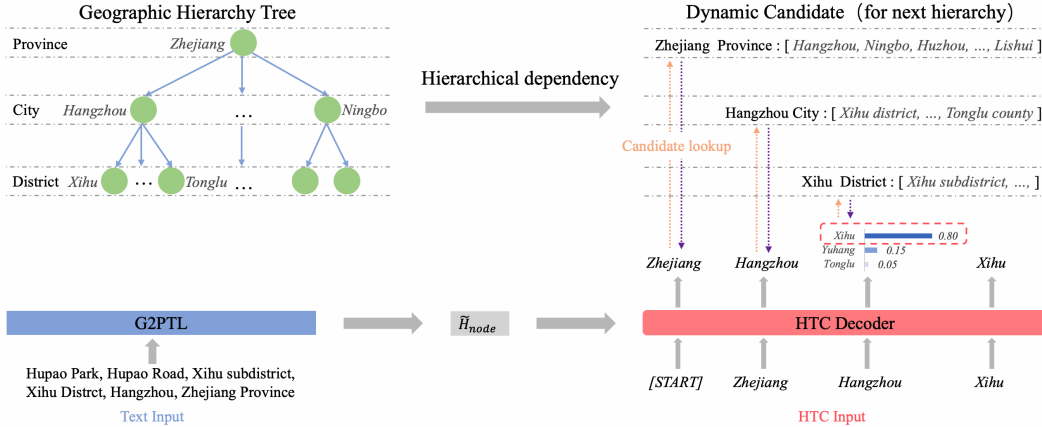 Geographic Hierarchy Tree
Province
Zhejiang
City
Hangzhou
...
Ningbo
District
Xihu
...
Tonglu
...
Hierarchical dependency
Dynamic Candidate（for next hierarchy）
Zhejiang Province : [ Hangzhou, Ningbo, Huzhou, ..., Lishui ]
Hangzhou City : [ Xihu district, ..., Tonglu county ]
Candidate lookup
Xihu District : [ Xihu subdistrict, ..., ]
Xihu 0.80
Yuhang 0.15
Tonglu 0.05
Zhejiang
Hangzhou
Xihu
G2PTL
H̃node
HTC Decoder
Hupao Park, Hupao Road, Xihu subdistrict,
Xihu Distrct, Hangzhou, Zhejiang Province
Text Input
[START]
Zhejiang
Hangzhou
Xihu
HTC Input